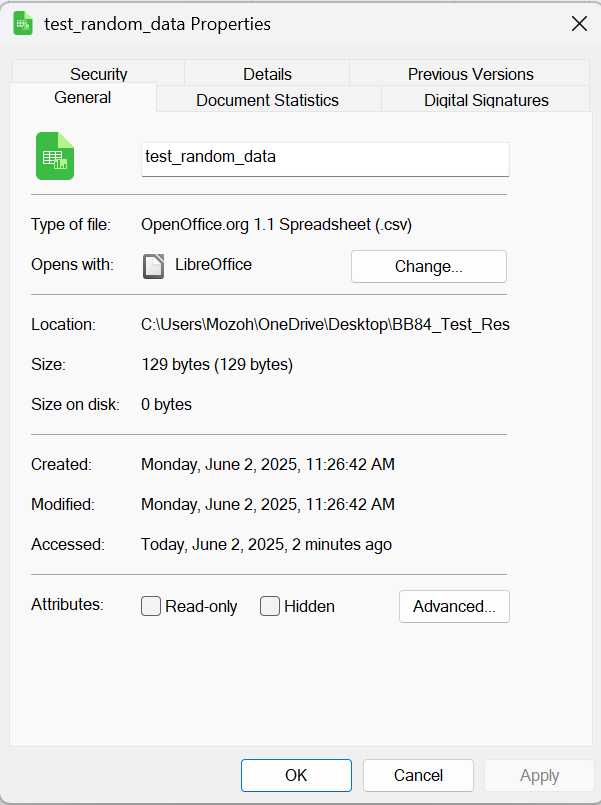 test_random_data Properties
Security Details Previous Versions
General Document Statistics Digital Signatures
test_random_data
Type of file: OpenOffice.org 1.1 Spreadsheet (.csv)
Opens with: LibreOffice Change...
Location: C:\Users\Mozoh\OneDrive\Desktop\BB84_Test_Res
Size: 129 bytes (129 bytes)
Size on disk: 0 bytes
Created: Monday, June 2, 2025, 11:26:42 AM
Modified: Monday, June 2, 2025, 11:26:42 AM
Accessed: Today, June 2, 2025, 2 minutes ago
Attributes: Read-only Hidden Advanced...
OK Cancel Apply